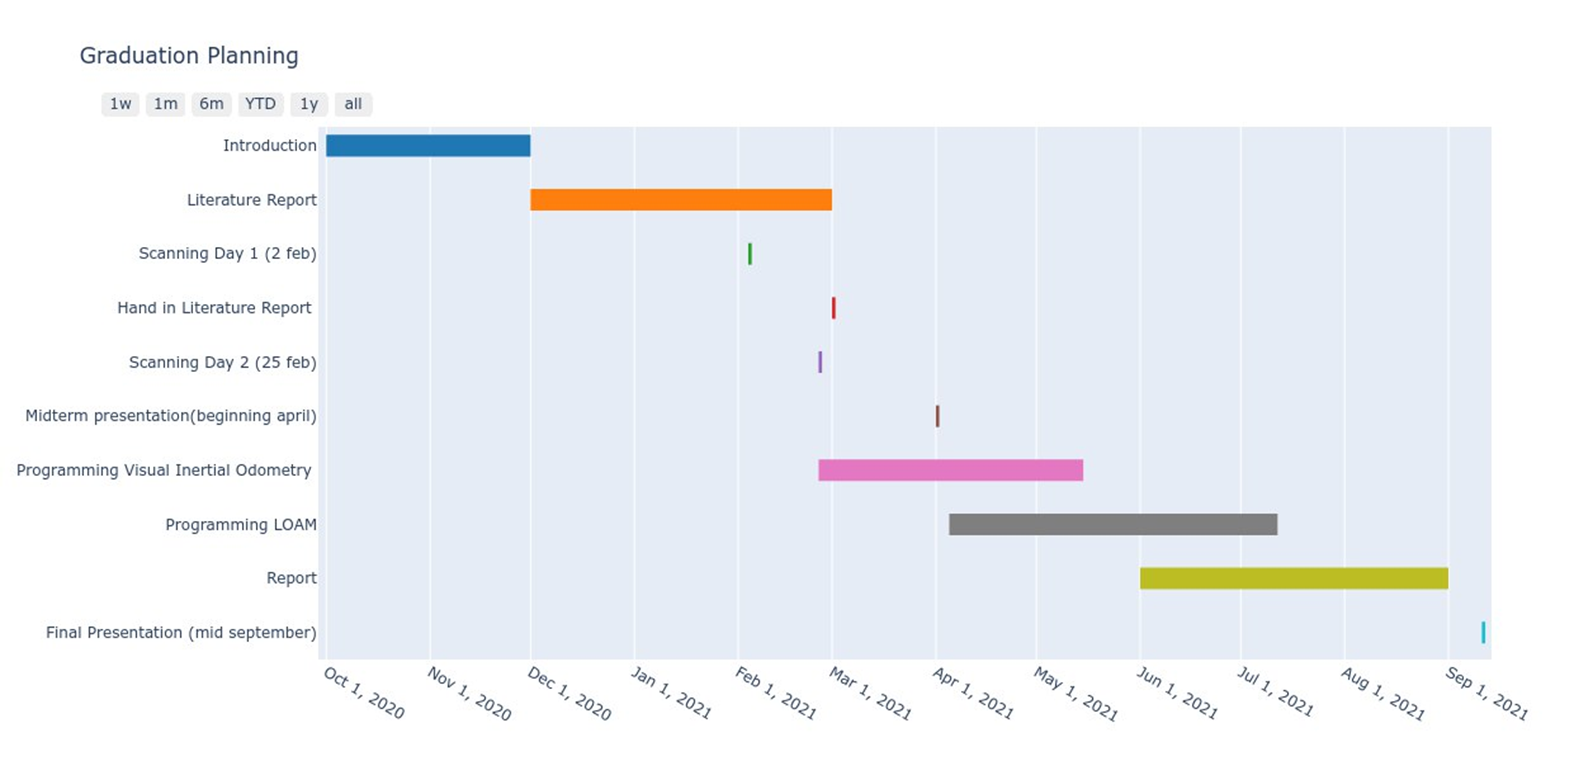 Graduation Planning
1w 1m 6m YTD 1y all
Introduction
Literature Report
Scanning Day 1 (2 feb)
Hand in Literature Report
Scanning Day 2 (25 feb)
Midterm presentation(beginning april)
Programming Visual Inertial Odometry
Programming LOAM
Report
Final Presentation (mid september)
Oct 1, 2020
Nov 1, 2020
Dec 1, 2020
Jan 1, 2021
Feb 1, 2021
Mar 1, 2021
Apr 1, 2021
May 1, 2021
Jun 1, 2021
Jul 1, 2021
Aug 1, 2021
Sep 1, 2021